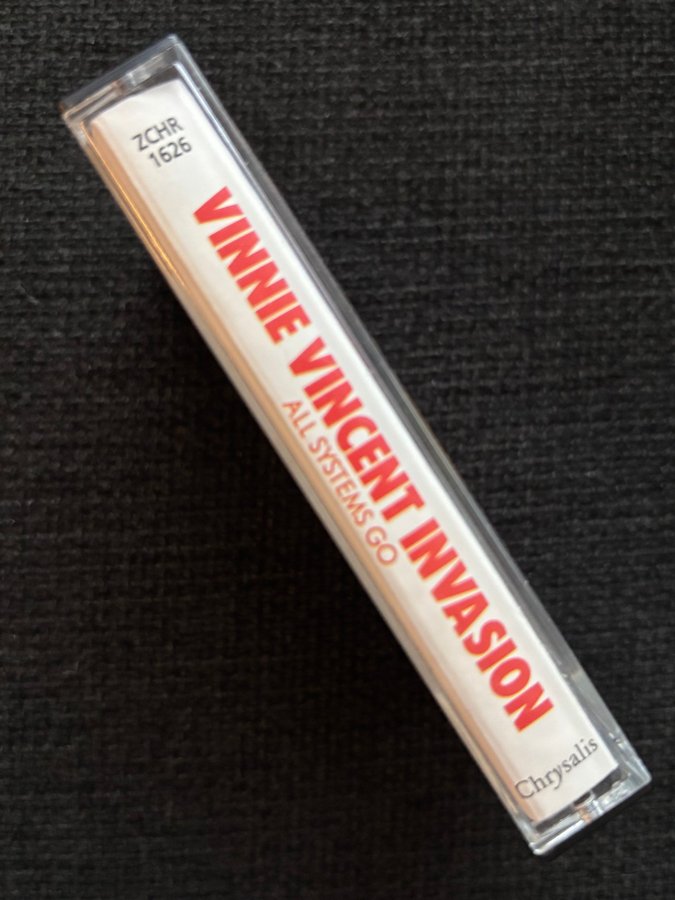 ZCHR
1626
VINNIE VINCENT INVASION
ALL SYSTEMS GO
Chrysalis